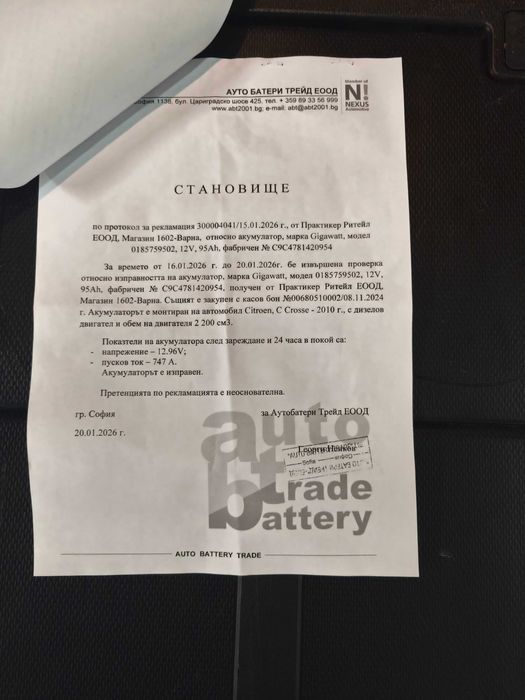 АУТО БАТЕРИ ТРЕЙД ЕООД
София 1138, бул. Цариградско шосе 425, тел. + 359 89 33 56 999
www.abt2001.bg; e-mail: abt@abt2001.bg
Member of
N!
NEXUS
Automotive
СТАНОВИЩЕ
по протокол за рекламация 300004041/15.01.2026 г., от Практикер Ритейл
ЕООД, Магазин 1602-Варна, относно акумулатор, марка Gigawatt, модел
0185759502, 12V, 95Ah, фабричен № C9C4781420954
За времето от 16.01.2026 г. до 20.01.2026г. бе извършена проверка
относно изправността на акумулатор, марка Gigawatt, модел 0185759502, 12V,
95Ah, фабричен № C9C4781420954, получен от Практикер Ритейл ЕООД,
Магазин 1602-Варна. Същият е закупен с касов бон №00680510002/08.11.2024
г. Акумулаторът е монтиран на автомобил Citroen, C Crosse - 2010 г., с дизелов
двигател и обем на двигателя 2 200 см3.
Показатели на акумулатора след зареждане и 24 часа в покой са:
- напрежение – 12.96V;
- пусков ток – 747 А.
Акумулаторът е изправен.
Претенцията по рекламацията е неоснователна.
гр. София
за Аутобатери Трейд ЕООД
20.01.2026 г.
Георги Нейков
auto
trade
battery
AUTO BATTERY TRADE